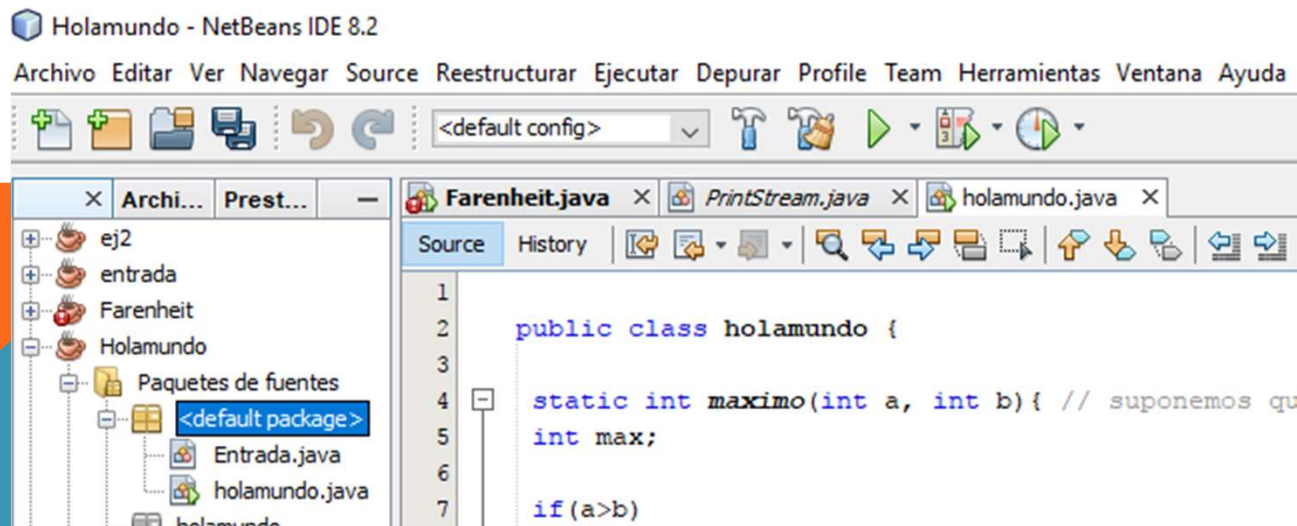 Holamundo - NetBeans IDE 8.2
Archivo Editar Ver Navegar Source Reestructurar Ejecutar Depurar Profile Team Herramientas Ventana Ayuda
<default config>
Archi... Prest...
Farenheit.java PrintStream.java holamundo.java
Source History
ej2
entrada
Farenheit
Holamundo
Paquetes de fuentes
<default package>
Entrada.java
holamundo.java
holamundo
1
2 public class holamundo {
3
4 static int maximo(int a, int b){ // suponemos qu
5 int max;
6
7 if(a>b)